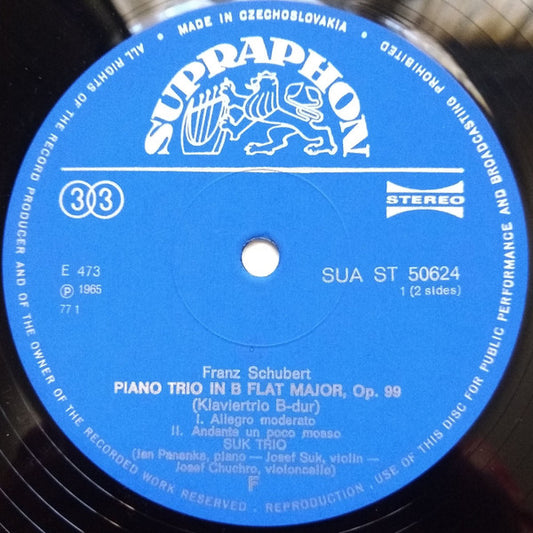 MADE IN CZECHOSLOVAKIA
ALL RIGHTS OF THE RECORD PRODUCER AND OF THE OWNER OF THE RECORDED WORK RESERVED. REPRODUCTION, USE OF THIS DISC FOR PUBLIC PERFORMANCE AND BROADCASTING PROHIBITED
SUPRAPHON
33
STEREO
E 473
SUA ST 50624
Ⓟ 1965
1 (2 sides)
77 1
Franz Schubert
PIANO TRIO IN B FLAT MAJOR, Op. 99
(Klaviertrio B-dur)
I. Allegro moderato
II. Andante un poco mosso
SUK TRIO
(Jan Panenka, piano — Josef Suk, violin —
Josef Chuchro, violoncello)
F